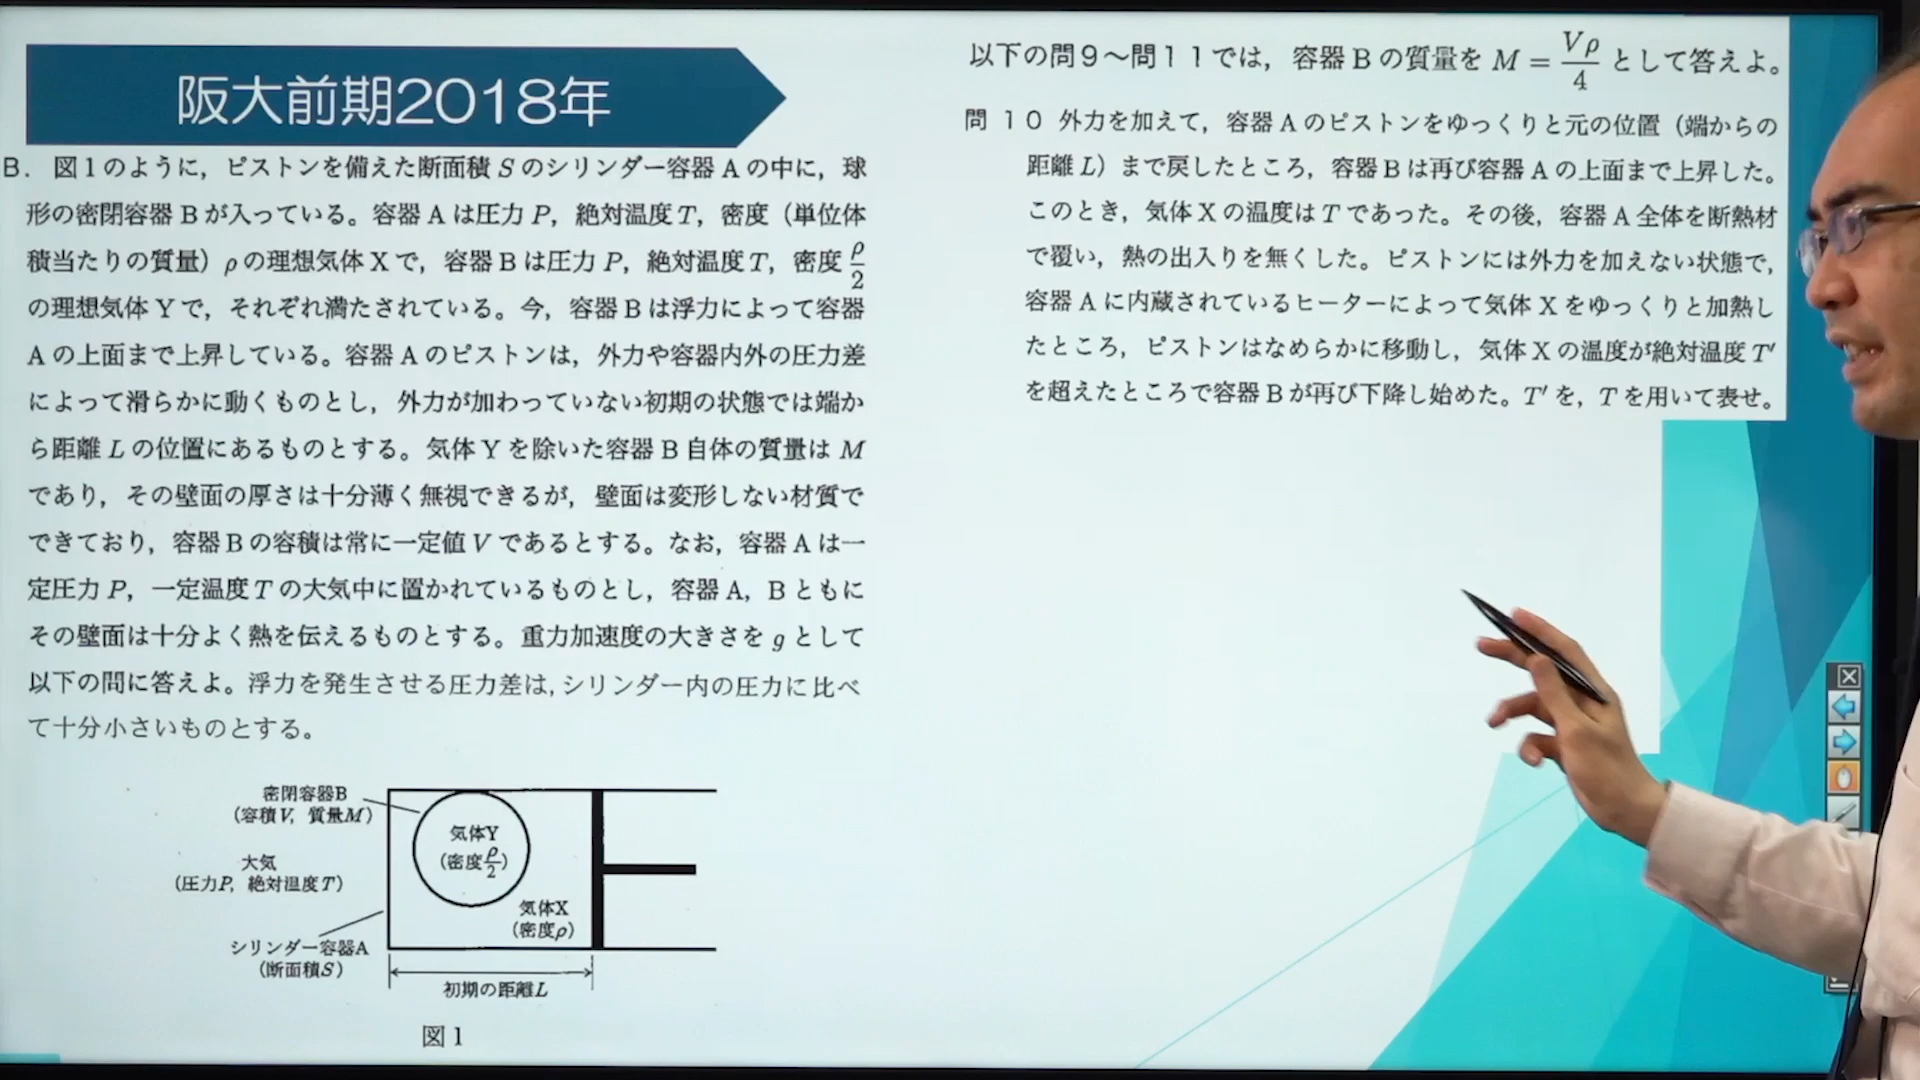 阪大前期2018年
B. 図1のように，ピストンを備えた断面積 S のシリンダー容器 A の中に，球
形の密閉容器 B が入っている。容器 A は圧力 P，絶対温度 T，密度（単位体
積当たりの質量）ρ の理想気体 X で，容器 B は圧力 P，絶対温度 T，密度 ρ/2
の理想気体 Y で，それぞれ満たされている。今，容器 B は浮力によって容器
A の上面まで上昇している。容器 A のピストンは，外力や容器内外の圧力差
によって滑らかに動くものとし，外力が加わっていない初期の状態では端か
ら距離 L の位置にあるものとする。気体 Y を除いた容器 B 自体の質量は M
であり，その壁面の厚さは十分薄く無視できるが，壁面は変形しない材質で
できており，容器 B の容積は常に一定値 V であるとする。なお，容器 A は一
定圧力 P，一定温度 T の大気中に置かれているものとし，容器 A，B ともに
その壁面は十分よく熱を伝えるものとする。重力加速度の大きさを g として
以下の問に答えよ。浮力を発生させる圧力差は，シリンダー内の圧力に比べ
て十分小さいものとする。
密閉容器B
（容積V，質量M）
大気
（圧力P，絶対温度T）
シリンダー容器A
（断面積S）
気体Y
（密度ρ/2）
気体X
（密度ρ）
初期の距離L
図1
以下の問9～問11では，容器 B の質量を M = Vρ/4 として答えよ。
問 10 外力を加えて，容器 A のピストンをゆっくりと元の位置（端からの
距離 L）まで戻したところ，容器 B は再び容器 A の上面まで上昇した。
このとき，気体 X の温度は T であった。その後，容器 A 全体を断熱材
で覆い，熱の出入りを無くした。ピストンには外力を加えない状態で，
容器 A に内蔵されているヒーターによって気体 X をゆっくりと加熱し
たところ，ピストンはなめらかに移動し，気体 X の温度が絶対温度 T′
を超えたところで容器 B が再び下降し始めた。T′ を，T を用いて表せ。